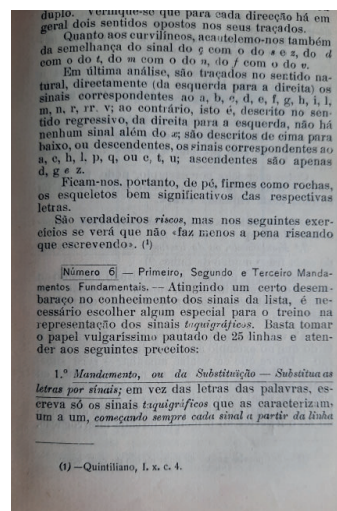 duplo. Verifique-se que para cada direcção há em
geral dois sentidos opostos nos seus traçados.
Quanto aos curvilíneos, acautelemo-nos também
da semelhança do sinal do ç com o do s e z, do d
com o do t, do m com o do n, do f com o do v.
Em última análise, são traçados no sentido na-
tural, directamente (da esquerda para a direita) os
sinais correspondentes ao a, b, c, d, e, f, g, h, i, l,
m, n, r, rr, v; ao contrário, isto é, descrito no sen-
tido regressivo, da direita para a esquerda, não há
nenhum sinal além do x; são descritos de cima para
baixo, ou descendentes, os sinais correspondentes ao
a, c, h, l, p, q, ou c, t, u; ascendentes são apenas
d, g e z.
Ficam-nos, portanto, de pé, firmes como rochas,
os esqueletos bem significativos das respectivas
letras.
São verdadeiros riscos, mas nos seguintes exer-
cícios se verá que não «faz menos a pena riscando
que escrevendo». (¹)
Número 6 — Primeiro, Segundo e Terceiro Manda-
mentos Fundamentais. — Atingindo um certo desem-
baraço no conhecimento dos sinais da lista, é ne-
cessário escolher algum especial para o treino na
representação dos sinais taquigráficos. Basta tomar
o papel vulgaríssimo pautado de 25 linhas e aten-
der aos seguintes preceitos:
1.º Mandamento, ou da Substituição — Substitua as
letras por sinais; em vez das letras das palavras, es-
creva só os sinais taquigráficos que as caracterizam,
um a um, começando sempre cada sinal a partir da linha
(1) — Quintiliano, I. x. c. 4.